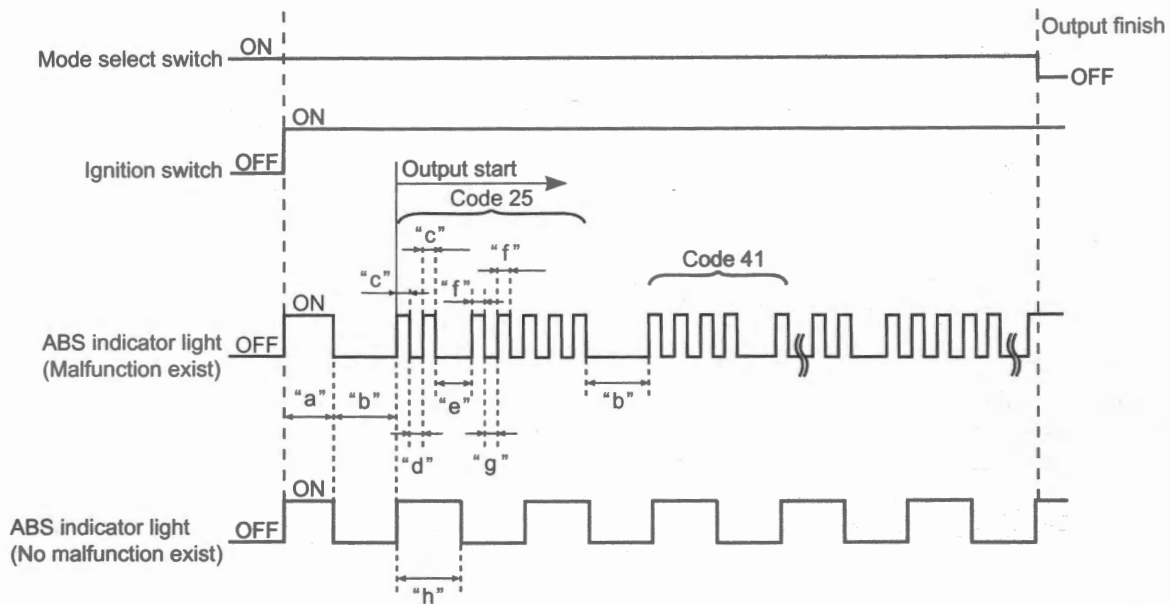 Output finish
Mode select switch ON
OFF
ON
Ignition switch OFF
Output start
Code 25
"c" "f"
Code 41
"c" "f"
ON
ABS indicator light OFF
(Malfunction exist)
"a" "b" "e" "b"
"d" "g"
ON
ABS indicator light OFF
(No malfunction exist)
"h"